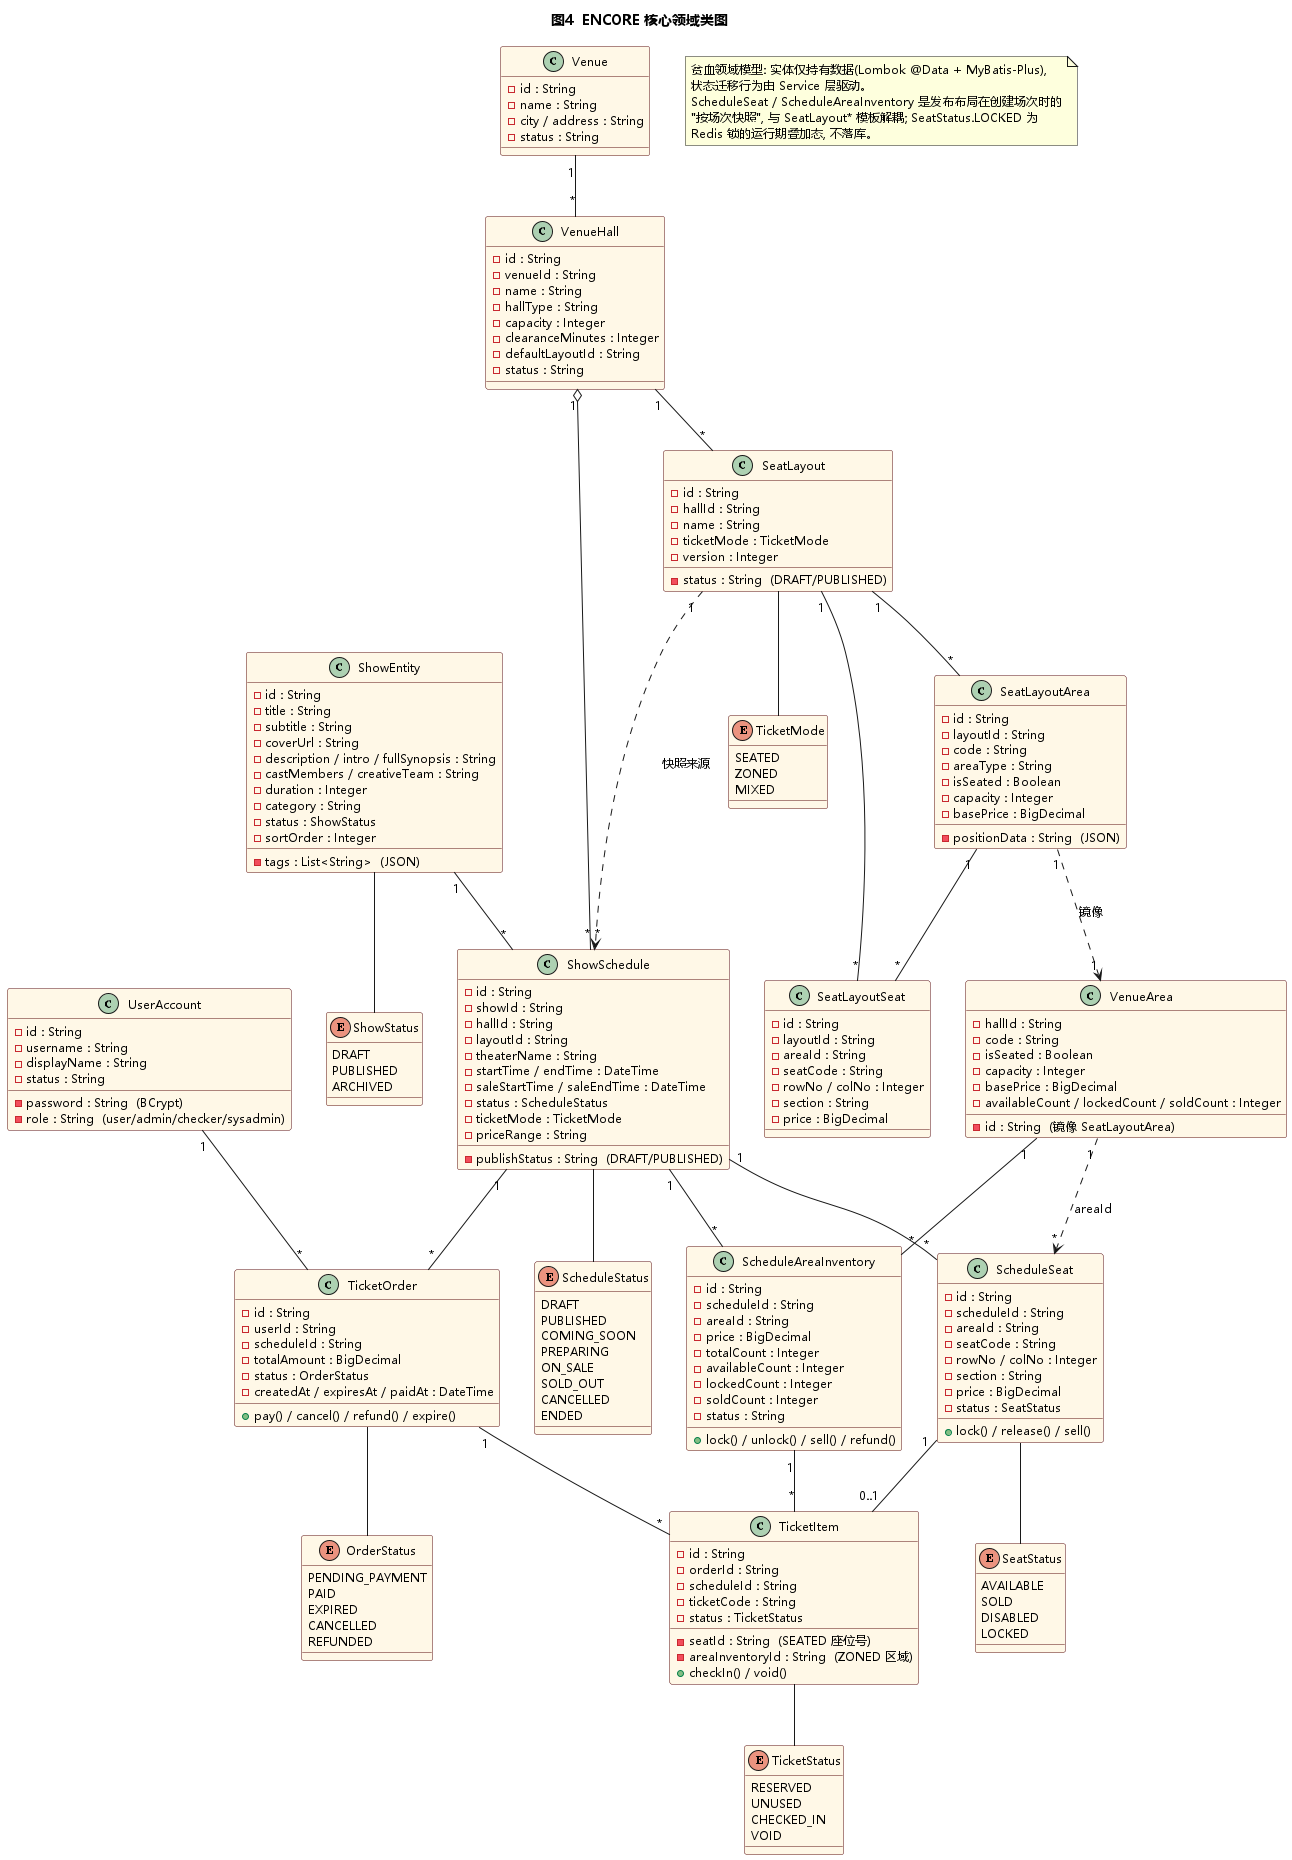 图4  ENCORE 核心领域类图
C Venue
id : String
name : String
city / address : String
status : String
贫血领域模型: 实体仅持有数据(Lombok @Data + MyBatis-Plus),
状态迁移行为由 Service 层驱动。
ScheduleSeat / ScheduleAreaInventory 是发布布局在创建场次时的
"按场次快照", 与 SeatLayout* 模板解耦; SeatStatus.LOCKED 为
Redis 锁的运行期叠加态, 不落库。
1
*
C VenueHall
id : String
venueId : String
name : String
hallType : String
capacity : Integer
clearanceMinutes : Integer
defaultLayoutId : String
status : String
1
1
*
C SeatLayout
id : String
hallId : String
name : String
ticketMode : TicketMode
version : Integer
status : String  (DRAFT/PUBLISHED)
1
1
1
快照来源
*
C ShowEntity
id : String
title : String
subtitle : String
coverUrl : String
description / intro / fullSynopsis : String
castMembers / creativeTeam : String
duration : Integer
category : String
status : ShowStatus
sortOrder : Integer
tags : List<String>  (JSON)
E TicketMode
SEATED
ZONED
MIXED
C SeatLayoutArea
id : String
layoutId : String
code : String
areaType : String
isSeated : Boolean
capacity : Integer
basePrice : BigDecimal
positionData : String  (JSON)
1
*
*
*
1
1
镜像
*
*
1
C UserAccount
id : String
username : String
displayName : String
status : String
password : String  (BCrypt)
role : String  (user/admin/checker/sysadmin)
E ShowStatus
DRAFT
PUBLISHED
ARCHIVED
C ShowSchedule
id : String
showId : String
hallId : String
layoutId : String
theaterName : String
startTime / endTime : DateTime
saleStartTime / saleEndTime : DateTime
status : ScheduleStatus
ticketMode : TicketMode
priceRange : String
publishStatus : String  (DRAFT/PUBLISHED)
C SeatLayoutSeat
id : String
layoutId : String
areaId : String
seatCode : String
rowNo / colNo : Integer
section : String
price : BigDecimal
C VenueArea
hallId : String
code : String
isSeated : Boolean
capacity : Integer
basePrice : BigDecimal
availableCount / lockedCount / soldCount : Integer
id : String  (镜像 SeatLayoutArea)
1
1
1
1
1
1
areaId
*
*
*
*
*
*
C TicketOrder
id : String
userId : String
scheduleId : String
totalAmount : BigDecimal
status : OrderStatus
createdAt / expiresAt / paidAt : DateTime
pay() / cancel() / refund() / expire()
E ScheduleStatus
DRAFT
PUBLISHED
COMING_SOON
PREPARING
ON_SALE
SOLD_OUT
CANCELLED
ENDED
C ScheduleAreaInventory
id : String
scheduleId : String
areaId : String
price : BigDecimal
totalCount : Integer
availableCount : Integer
lockedCount : Integer
soldCount : Integer
status : String
lock() / unlock() / sell() / refund()
C ScheduleSeat
id : String
scheduleId : String
areaId : String
seatCode : String
rowNo / colNo : Integer
section : String
price : BigDecimal
status : SeatStatus
lock() / release() / sell()
1
1
1
*
*
0..1
E OrderStatus
PENDING_PAYMENT
PAID
EXPIRED
CANCELLED
REFUNDED
C TicketItem
id : String
orderId : String
scheduleId : String
ticketCode : String
status : TicketStatus
seatId : String  (SEATED 座位号)
areaInventoryId : String  (ZONED 区域)
checkIn() / void()
E SeatStatus
AVAILABLE
SOLD
DISABLED
LOCKED
E TicketStatus
RESERVED
UNUSED
CHECKED_IN
VOID